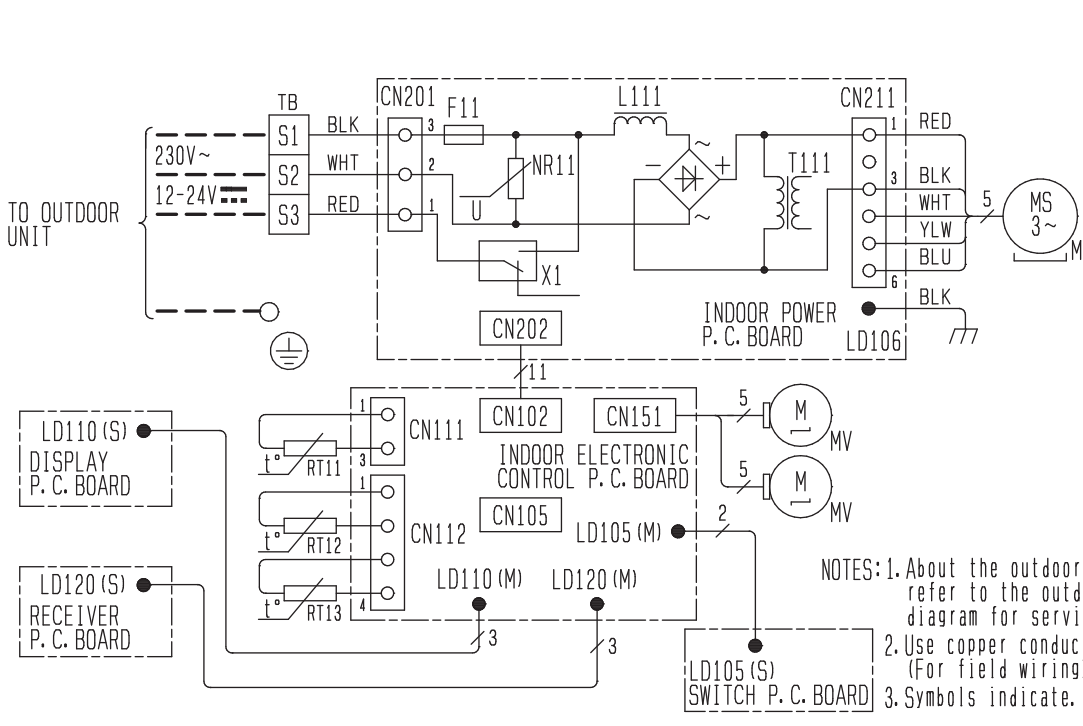 TB
S1
S2
S3
BLK
WHT
RED
230V~
12-24V
TO OUTDOOR
UNIT
CN201
3
2
1
F11
NR11
U
X1
L111
~
~
−
+
T111
CN211
1
3
6
RED
BLK
WHT
YLW
BLU
BLK
5
MS
3~
M
INDOOR POWER
P.C.BOARD
LD106
CN202
11
CN102
CN151
INDOOR ELECTRONIC
CONTROL P.C.BOARD
CN105
5
M
MV
5
M
MV
1
3
CN111
t°
RT11
1
4
CN112
t°
RT12
t°
RT13
LD105(M)
2
LD110(M)
LD120(M)
3
3
LD110(S)
DISPLAY
P.C.BOARD
LD120(S)
RECEIVER
P.C.BOARD
LD105(S)
SWITCH P.C.BOARD
NOTES:1.About the outdoor
refer to the outd
diagram for servi
2.Use copper conduc
(For field wiring
3.Symbols indicate.